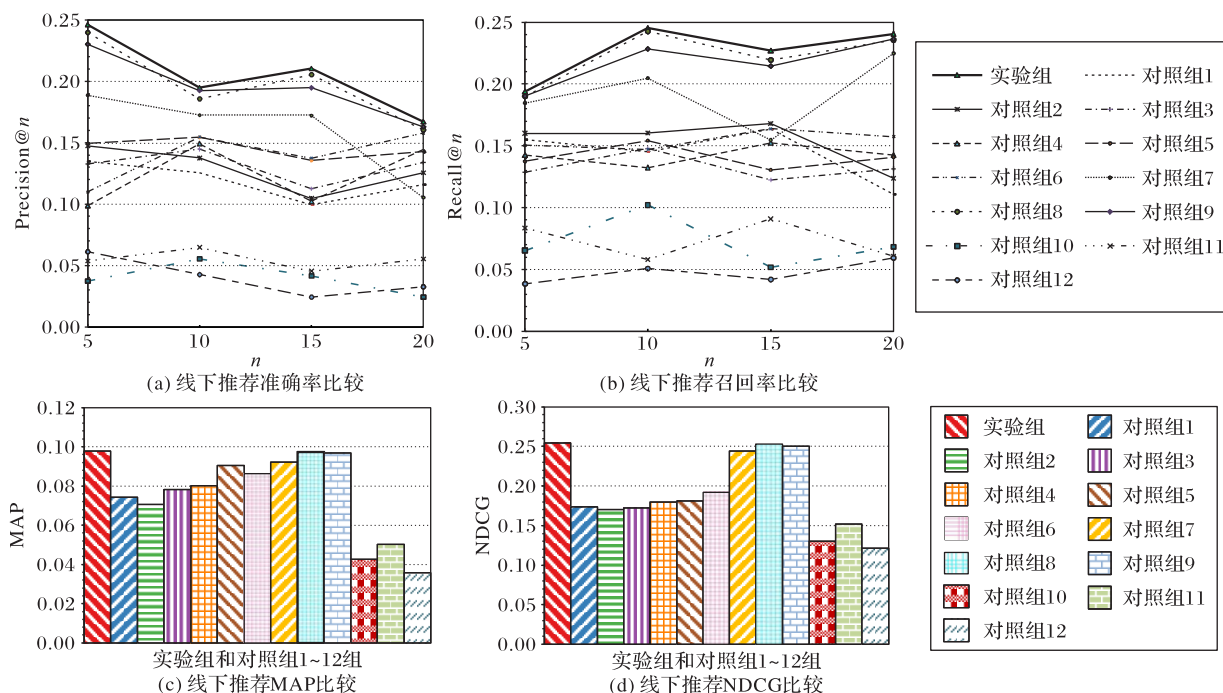 0.25
0.20
0.15
0.10
0.05
0.00
Precision@n
5 10 15 20
n
(a) 线下推荐准确率比较
0.25
0.20
0.15
0.10
0.05
0.00
Recall@n
5 10 15 20
n
(b) 线下推荐召回率比较
实验组 对照组1
对照组2 对照组3
对照组4 对照组5
对照组6 对照组7
对照组8 对照组9
对照组10 对照组11
对照组12
0.12
0.10
0.08
0.06
0.04
0.02
0.00
MAP
实验组和对照组1~12组
(c) 线下推荐MAP比较
0.30
0.25
0.20
0.15
0.10
0.05
0.00
NDCG
实验组和对照组1~12组
(d) 线下推荐NDCG比较
实验组 对照组1
对照组2 对照组3
对照组4 对照组5
对照组6 对照组7
对照组8 对照组9
对照组10 对照组11
对照组12